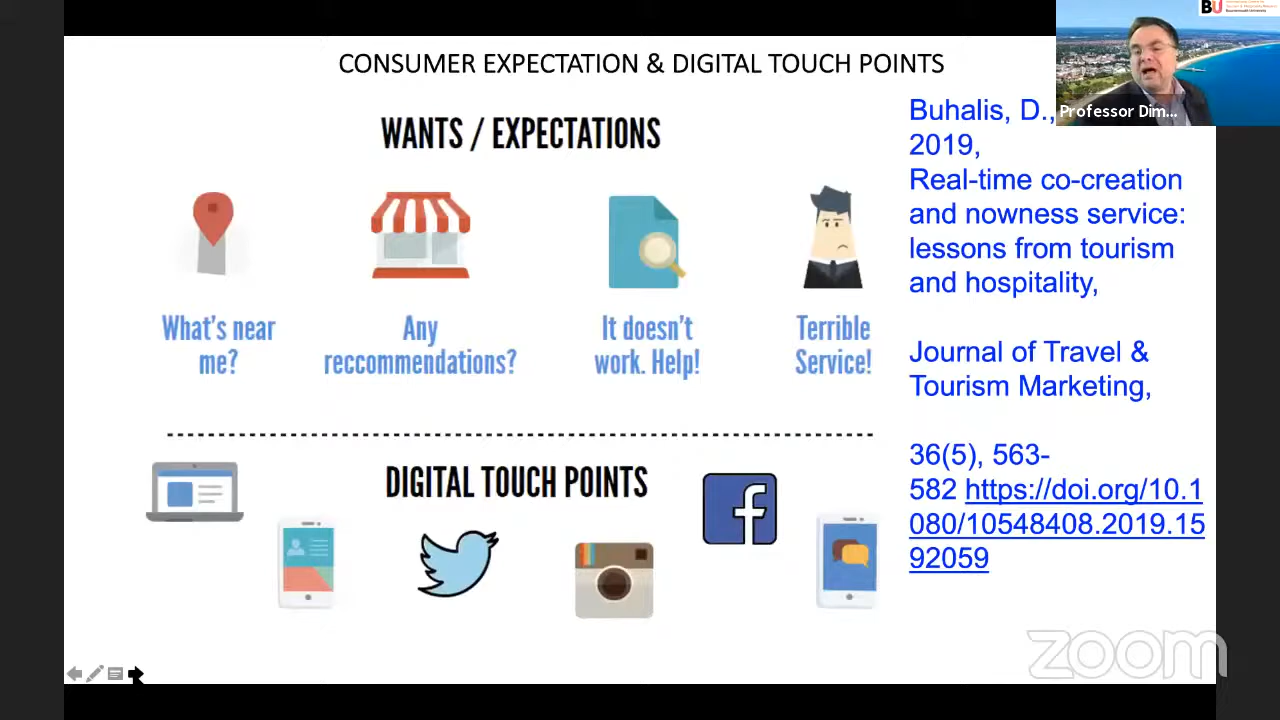 CONSUMER EXPECTATION & DIGITAL TOUCH POINTS
WANTS / EXPECTATIONS
What's near
me?
Any
reccommendations?
It doesn't
work. Help!
Terrible
Service!
DIGITAL TOUCH POINTS
Buhalis, D.,
2019,
Real-time co-creation
and nowness service:
lessons from tourism
and hospitality,
Journal of Travel &
Tourism Marketing,
36(5), 563-
582 https://doi.org/10.1
080/10548408.2019.15
92059
BU
Bournemouth University
Professor Dim...
zoom